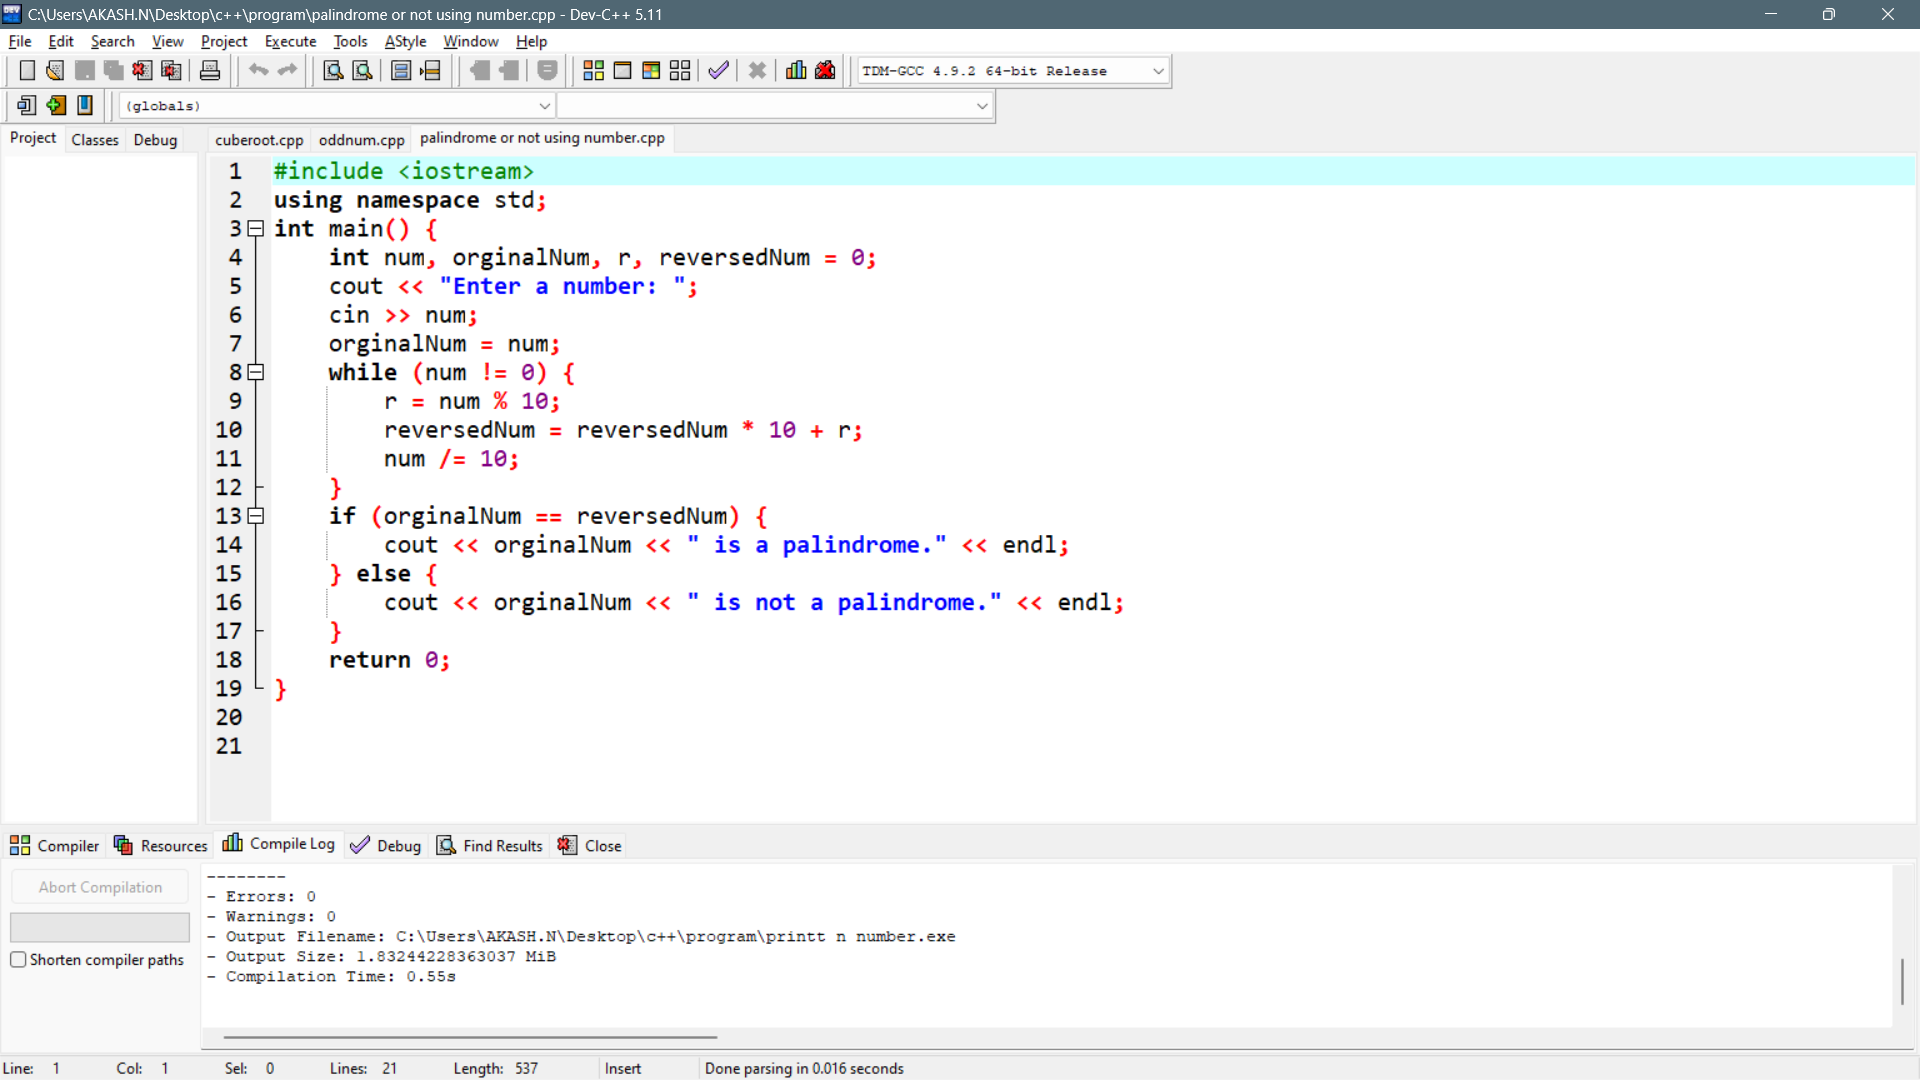 C:\Users\AKASH.N\Desktop\c++\program\palindrome or not using number.cpp - Dev-C++ 5.11
File Edit Search View Project Execute Tools AStyle Window Help
TDM-GCC 4.9.2 64-bit Release
(globals)
Project Classes Debug cuberoot.cpp oddnum.cpp palindrome or not using number.cpp
1 #include <iostream>
2 using namespace std;
3 int main() {
4 int num, orginalNum, r, reversedNum = 0;
5 cout << "Enter a number: ";
6 cin >> num;
7 orginalNum = num;
8 while (num != 0) {
9 r = num % 10;
10 reversedNum = reversedNum * 10 + r;
11 num /= 10;
12 }
13 if (orginalNum == reversedNum) {
14 cout << orginalNum << " is a palindrome." << endl;
15 } else {
16 cout << orginalNum << " is not a palindrome." << endl;
17 }
18 return 0;
19 }
20
21
Compiler Resources Compile Log Debug Find Results Close
Abort Compilation
Shorten compiler paths
--------
- Errors: 0
- Warnings: 0
- Output Filename: C:\Users\AKASH.N\Desktop\c++\program\printt n number.exe
- Output Size: 1.83244228363037 MiB
- Compilation Time: 0.55s
Line: 1 Col: 1 Sel: 0 Lines: 21 Length: 537 Insert Done parsing in 0.016 seconds